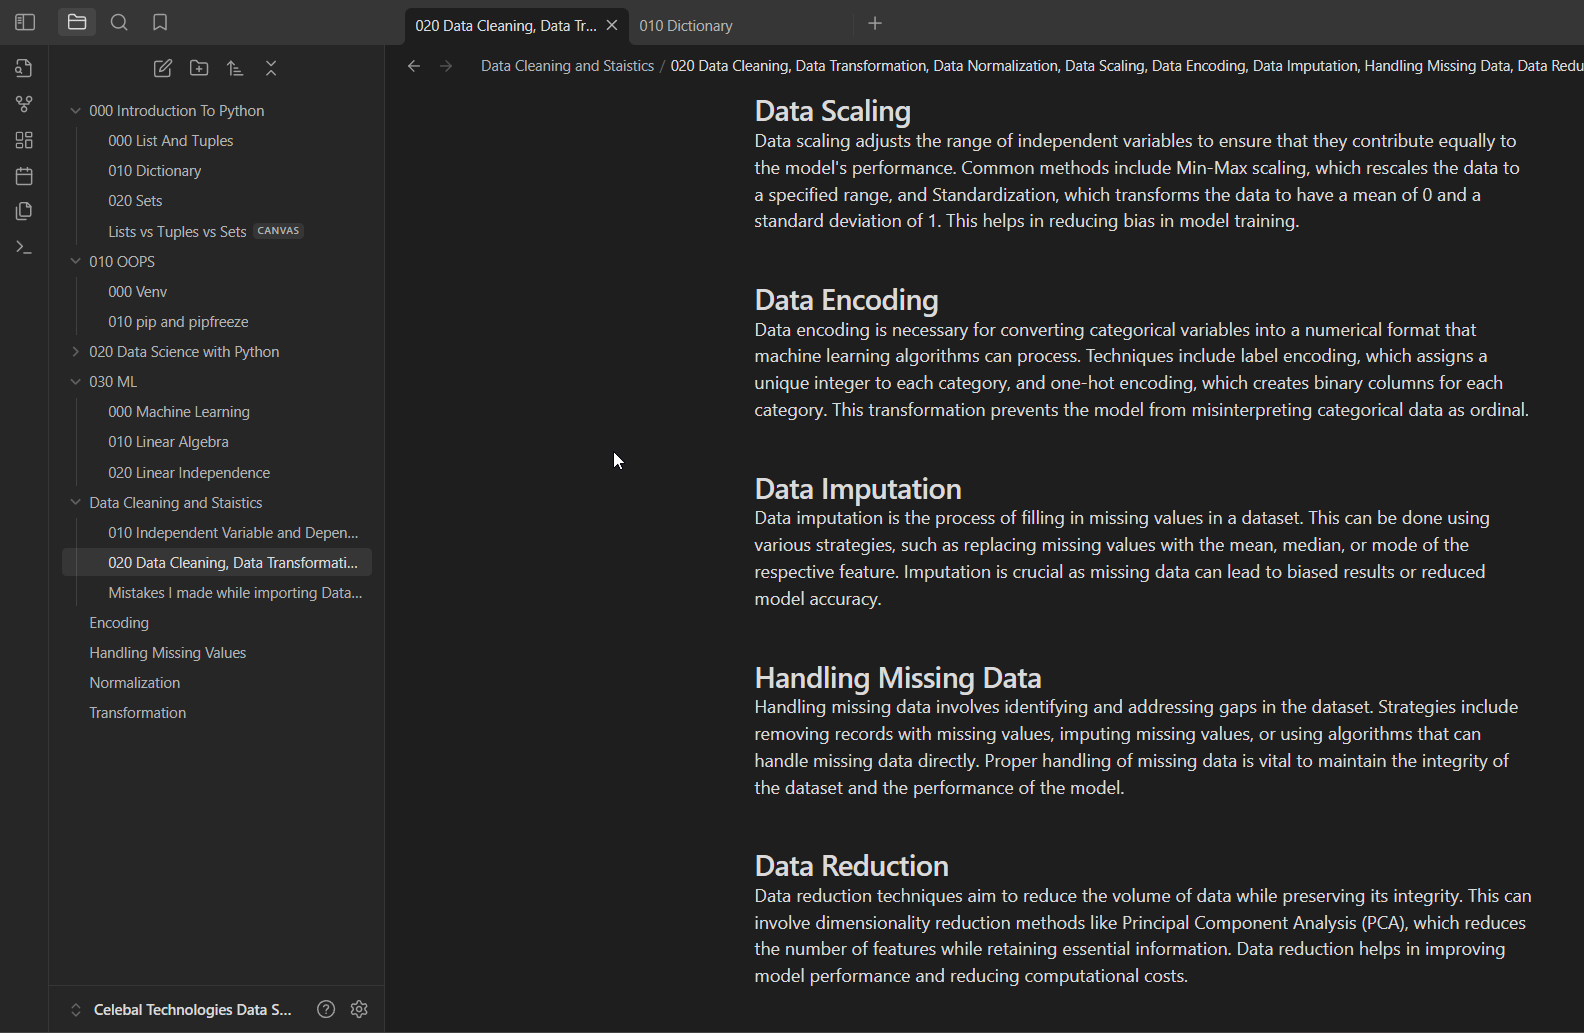 020 Data Cleaning, Data Tr...
010 Dictionary
Data Cleaning and Staistics / 020 Data Cleaning, Data Transformation, Data Normalization, Data Scaling, Data Encoding, Data Imputation, Handling Missing Data, Data Redu
000 Introduction To Python
000 List And Tuples
010 Dictionary
020 Sets
Lists vs Tuples vs Sets CANVAS
010 OOPS
000 Venv
010 pip and pipfreeze
020 Data Science with Python
030 ML
000 Machine Learning
010 Linear Algebra
020 Linear Independence
Data Cleaning and Staistics
010 Independent Variable and Depen...
020 Data Cleaning, Data Transformati...
Mistakes I made while importing Data...
Encoding
Handling Missing Values
Normalization
Transformation
Celebal Technologies Data S...
Data Scaling
Data scaling adjusts the range of independent variables to ensure that they contribute equally to
the model's performance. Common methods include Min-Max scaling, which rescales the data to
a specified range, and Standardization, which transforms the data to have a mean of 0 and a
standard deviation of 1. This helps in reducing bias in model training.
Data Encoding
Data encoding is necessary for converting categorical variables into a numerical format that
machine learning algorithms can process. Techniques include label encoding, which assigns a
unique integer to each category, and one-hot encoding, which creates binary columns for each
category. This transformation prevents the model from misinterpreting categorical data as ordinal.
Data Imputation
Data imputation is the process of filling in missing values in a dataset. This can be done using
various strategies, such as replacing missing values with the mean, median, or mode of the
respective feature. Imputation is crucial as missing data can lead to biased results or reduced
model accuracy.
Handling Missing Data
Handling missing data involves identifying and addressing gaps in the dataset. Strategies include
removing records with missing values, imputing missing values, or using algorithms that can
handle missing data directly. Proper handling of missing data is vital to maintain the integrity of
the dataset and the performance of the model.
Data Reduction
Data reduction techniques aim to reduce the volume of data while preserving its integrity. This can
involve dimensionality reduction methods like Principal Component Analysis (PCA), which reduces
the number of features while retaining essential information. Data reduction helps in improving
model performance and reducing computational costs.